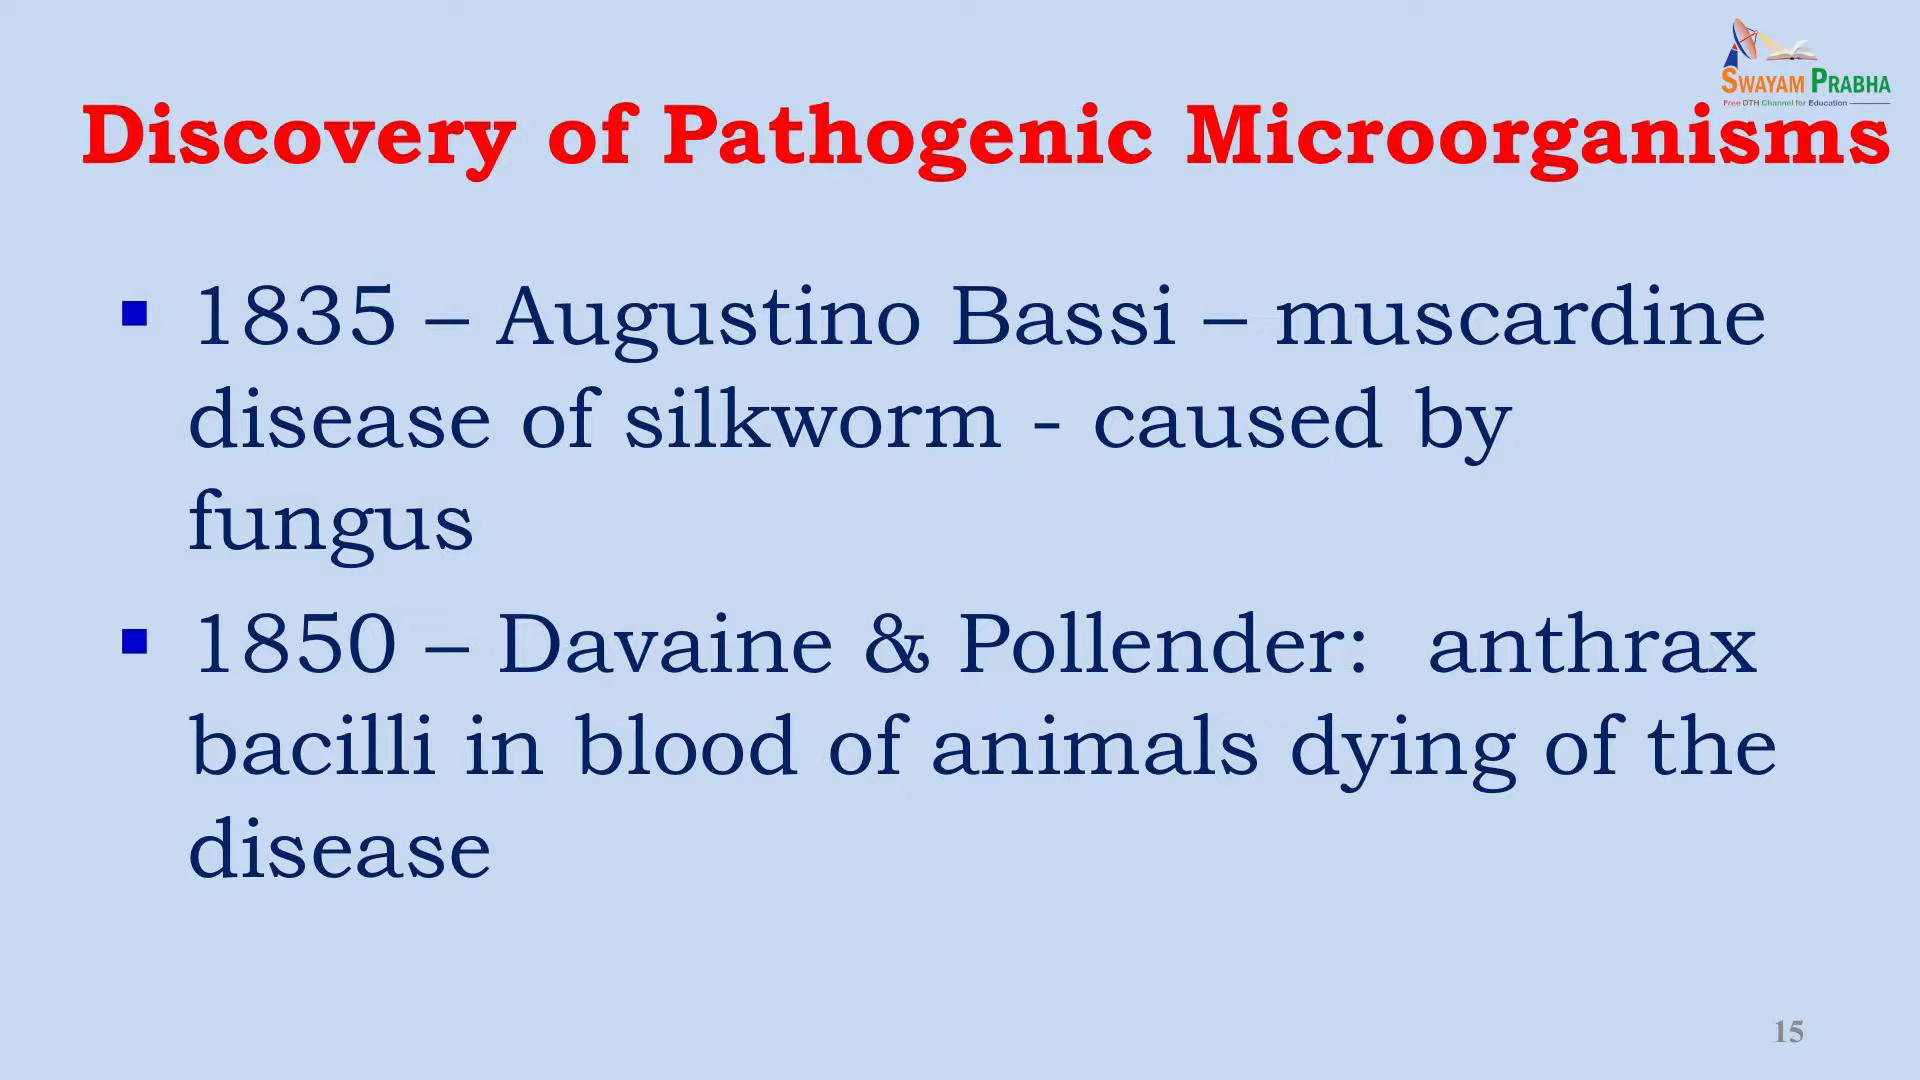 SWAYAM PRABHA
Free DTH Channel for Education
Discovery of Pathogenic Microorganisms
▪ 1835 – Augustino Bassi – muscardine
disease of silkworm - caused by
fungus
▪ 1850 – Davaine & Pollender:  anthrax
bacilli in blood of animals dying of the
disease
15